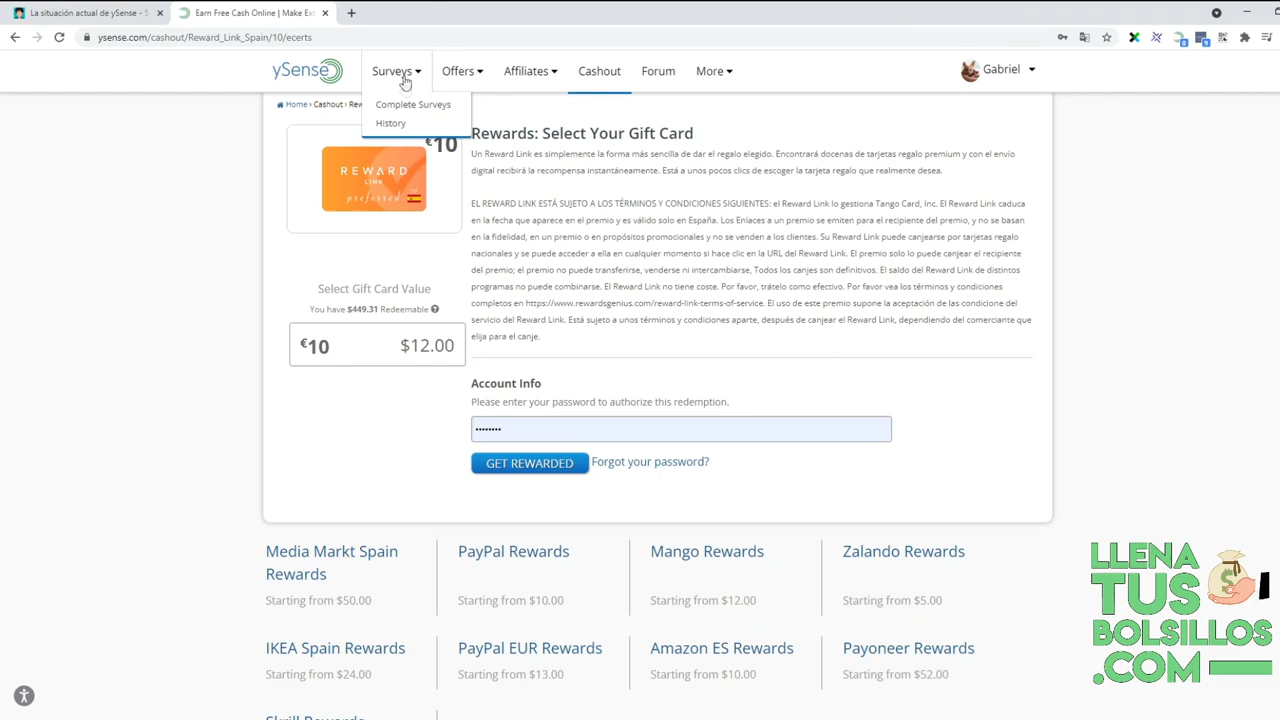 La situación actual de ySense - S
Earn Free Cash Online | Make Ext
ysense.com/cashout/Reward_Link_Spain/10/ecerts
ySense
Surveys
Offers
Affiliates
Cashout
Forum
More
Gabriel
Complete Surveys
History
Home › Cashout › Rew
€10
REWARD
LINK
preferred
Rewards: Select Your Gift Card
Un Reward Link es simplemente la forma más sencilla de dar el regalo elegido. Encontrará docenas de tarjetas regalo premium y con el envío
digital recibirá la recompensa instantáneamente. Está a unos pocos clics de escoger la tarjeta regalo que realmente desea.
EL REWARD LINK ESTÁ SUJETO A LOS TÉRMINOS Y CONDICIONES SIGUIENTES: el Reward Link lo gestiona Tango Card, Inc. El Reward Link caduca
en la fecha que aparece en el premio y es válido solo en España. Los Enlaces a un premio se emiten para el recipiente del premio, y no se basan
en la fidelidad, en un premio o en propósitos promocionales y no se venden a los clientes. Su Reward Link puede canjearse por tarjetas regalo
nacionales y se puede acceder a ella en cualquier momento si hace clic en la URL del Reward Link. El premio solo lo puede canjear el recipiente
del premio; el premio no puede transferirse, venderse ni intercambiarse, Todos los canjes son definitivos. El saldo del Reward Link de distintos
programas no puede combinarse. El Reward Link no tiene coste. Por favor, trátelo como efectivo. Por favor vea los términos y condiciones
completos en https://www.rewardsgenius.com/reward-link-terms-of-service. El uso de este premio supone la aceptación de las condicione del
servicio del Reward Link. Está sujeto a unos términos y condiciones aparte, después de canjear el Reward Link, dependiendo del comerciante que
elija para el canje.
Select Gift Card Value
You have $449.31 Redeemable
€10 $12.00
Account Info
Please enter your password to authorize this redemption.
••••••••
GET REWARDED
Forgot your password?
Media Markt Spain
Rewards
Starting from $50.00
PayPal Rewards
Starting from $10.00
Mango Rewards
Starting from $12.00
Zalando Rewards
Starting from $5.00
IKEA Spain Rewards
Starting from $24.00
PayPal EUR Rewards
Starting from $13.00
Amazon ES Rewards
Starting from $10.00
Payoneer Rewards
Starting from $52.00
Skrill Rewards
LLENA
TUS
BOLSILLOS
.COM